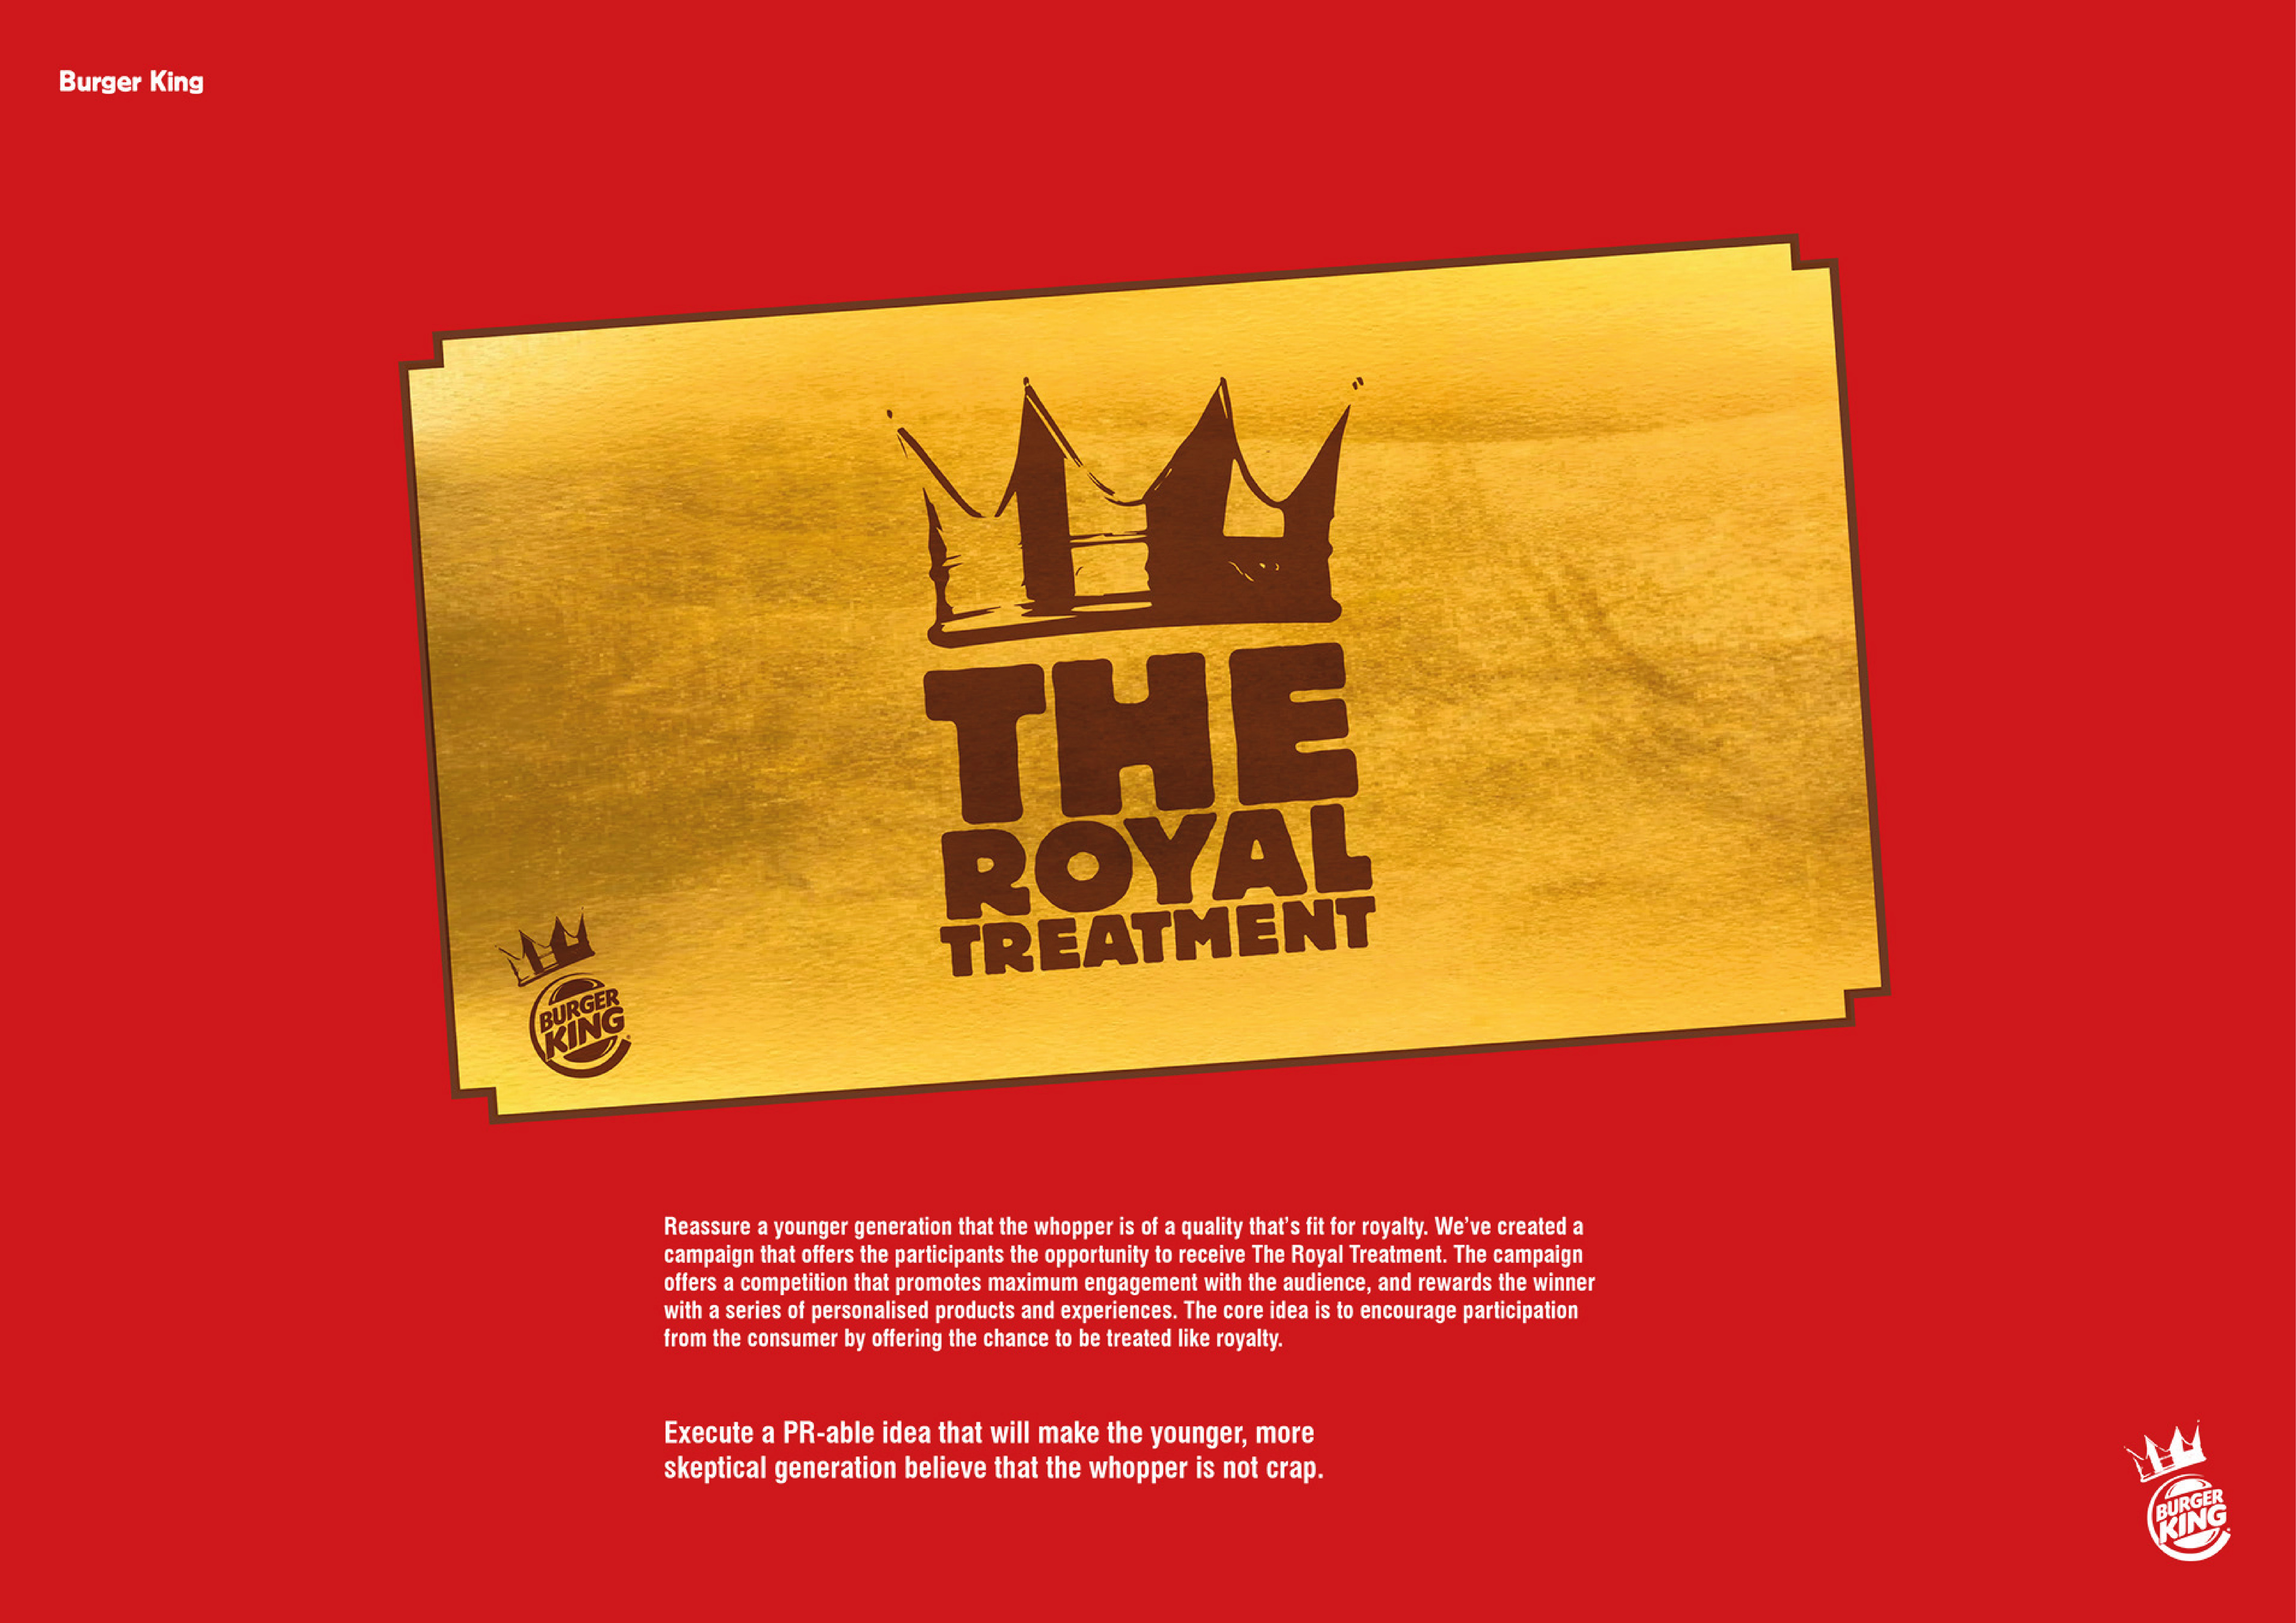 Burger King
THE
ROYAL
TREATMENT
BURGER
KING
Reassure a younger generation that the whopper is of a quality that’s fit for royalty. We’ve created a
campaign that offers the participants the opportunity to receive The Royal Treatment. The campaign
offers a competition that promotes maximum engagement with the audience, and rewards the winner
with a series of personalised products and experiences. The core idea is to encourage participation
from the consumer by offering the chance to be treated like royalty.
Execute a PR-able idea that will make the younger, more
skeptical generation believe that the whopper is not crap.
BURGER
KING